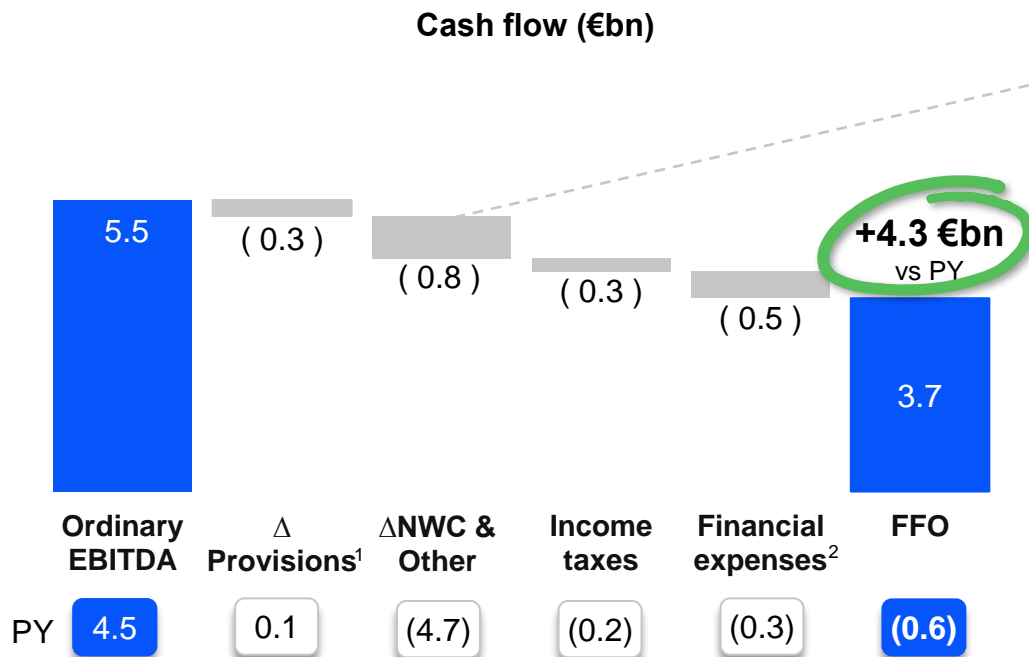 Cash flow (€bn)
5.5
( 0.3 )
( 0.8 )
( 0.3 )
( 0.5 )
+4.3 €bn
vs PY
3.7
Ordinary
EBITDA
Δ
Provisions¹
ΔNWC &
Other
Income
taxes
Financial
expenses²
FFO
PY 4.5 0.1 (4.7) (0.2) (0.3) (0.6)